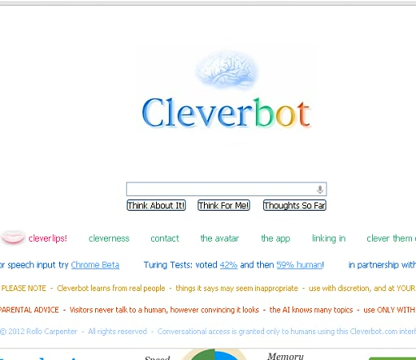 Cleverbot
Think About It! Think For Me! Thoughts So Far
cleverlips! cleverness contact the avatar the app linking in clever them
or speech input try Chrome Beta Turing Tests: voted 42% and then 59% human! in partnership with
PLEASE NOTE - Cleverbot learns from real people - things it says may seem inappropriate - use with discretion, and at YOUR
PARENTAL ADVICE - Visitors never talk to a human, however convincing it looks - the AI knows many topics - use ONLY WITH
© 2012 Rollo Carpenter - All rights reserved - Conversational access is granted only to humans using this Cleverbot.com
Speed Memory